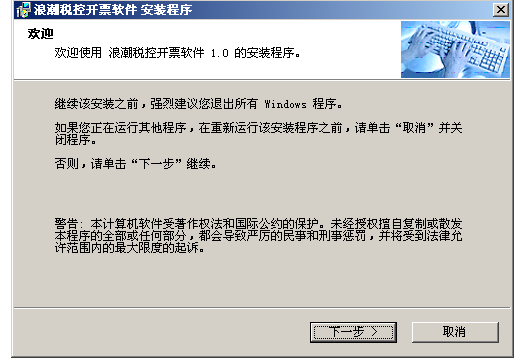 浪潮税控开票软件 安装程序
欢迎
欢迎使用 浪潮税控开票软件 1.0 的安装程序。
继续该安装之前，强烈建议您退出所有 Windows 程序。
如果您正在运行其他程序，在重新运行该安装程序之前，请单击“取消”并关
闭程序。
否则，请单击“下一步”继续。
警告: 本计算机软件受著作权法和国际公约的保护。未经授权擅自复制或散发
本程序的全部或任何部分，都会导致严厉的民事和刑事惩罚，并将受到法律允
许范围内的最大限度的起诉。
下一步 >
取消